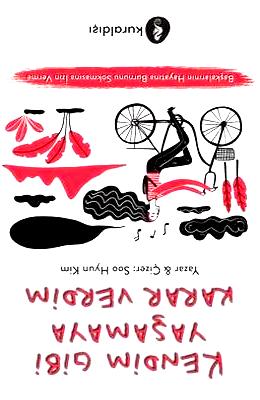 KENDİM GİBİ
YAŞAMAYA
KARAR VERDİM
Yazar & Çizer: Soo Hyun Kim
Başkalarının Hayatına Burnunu Sokmasına İzin Verme
kuraldışı